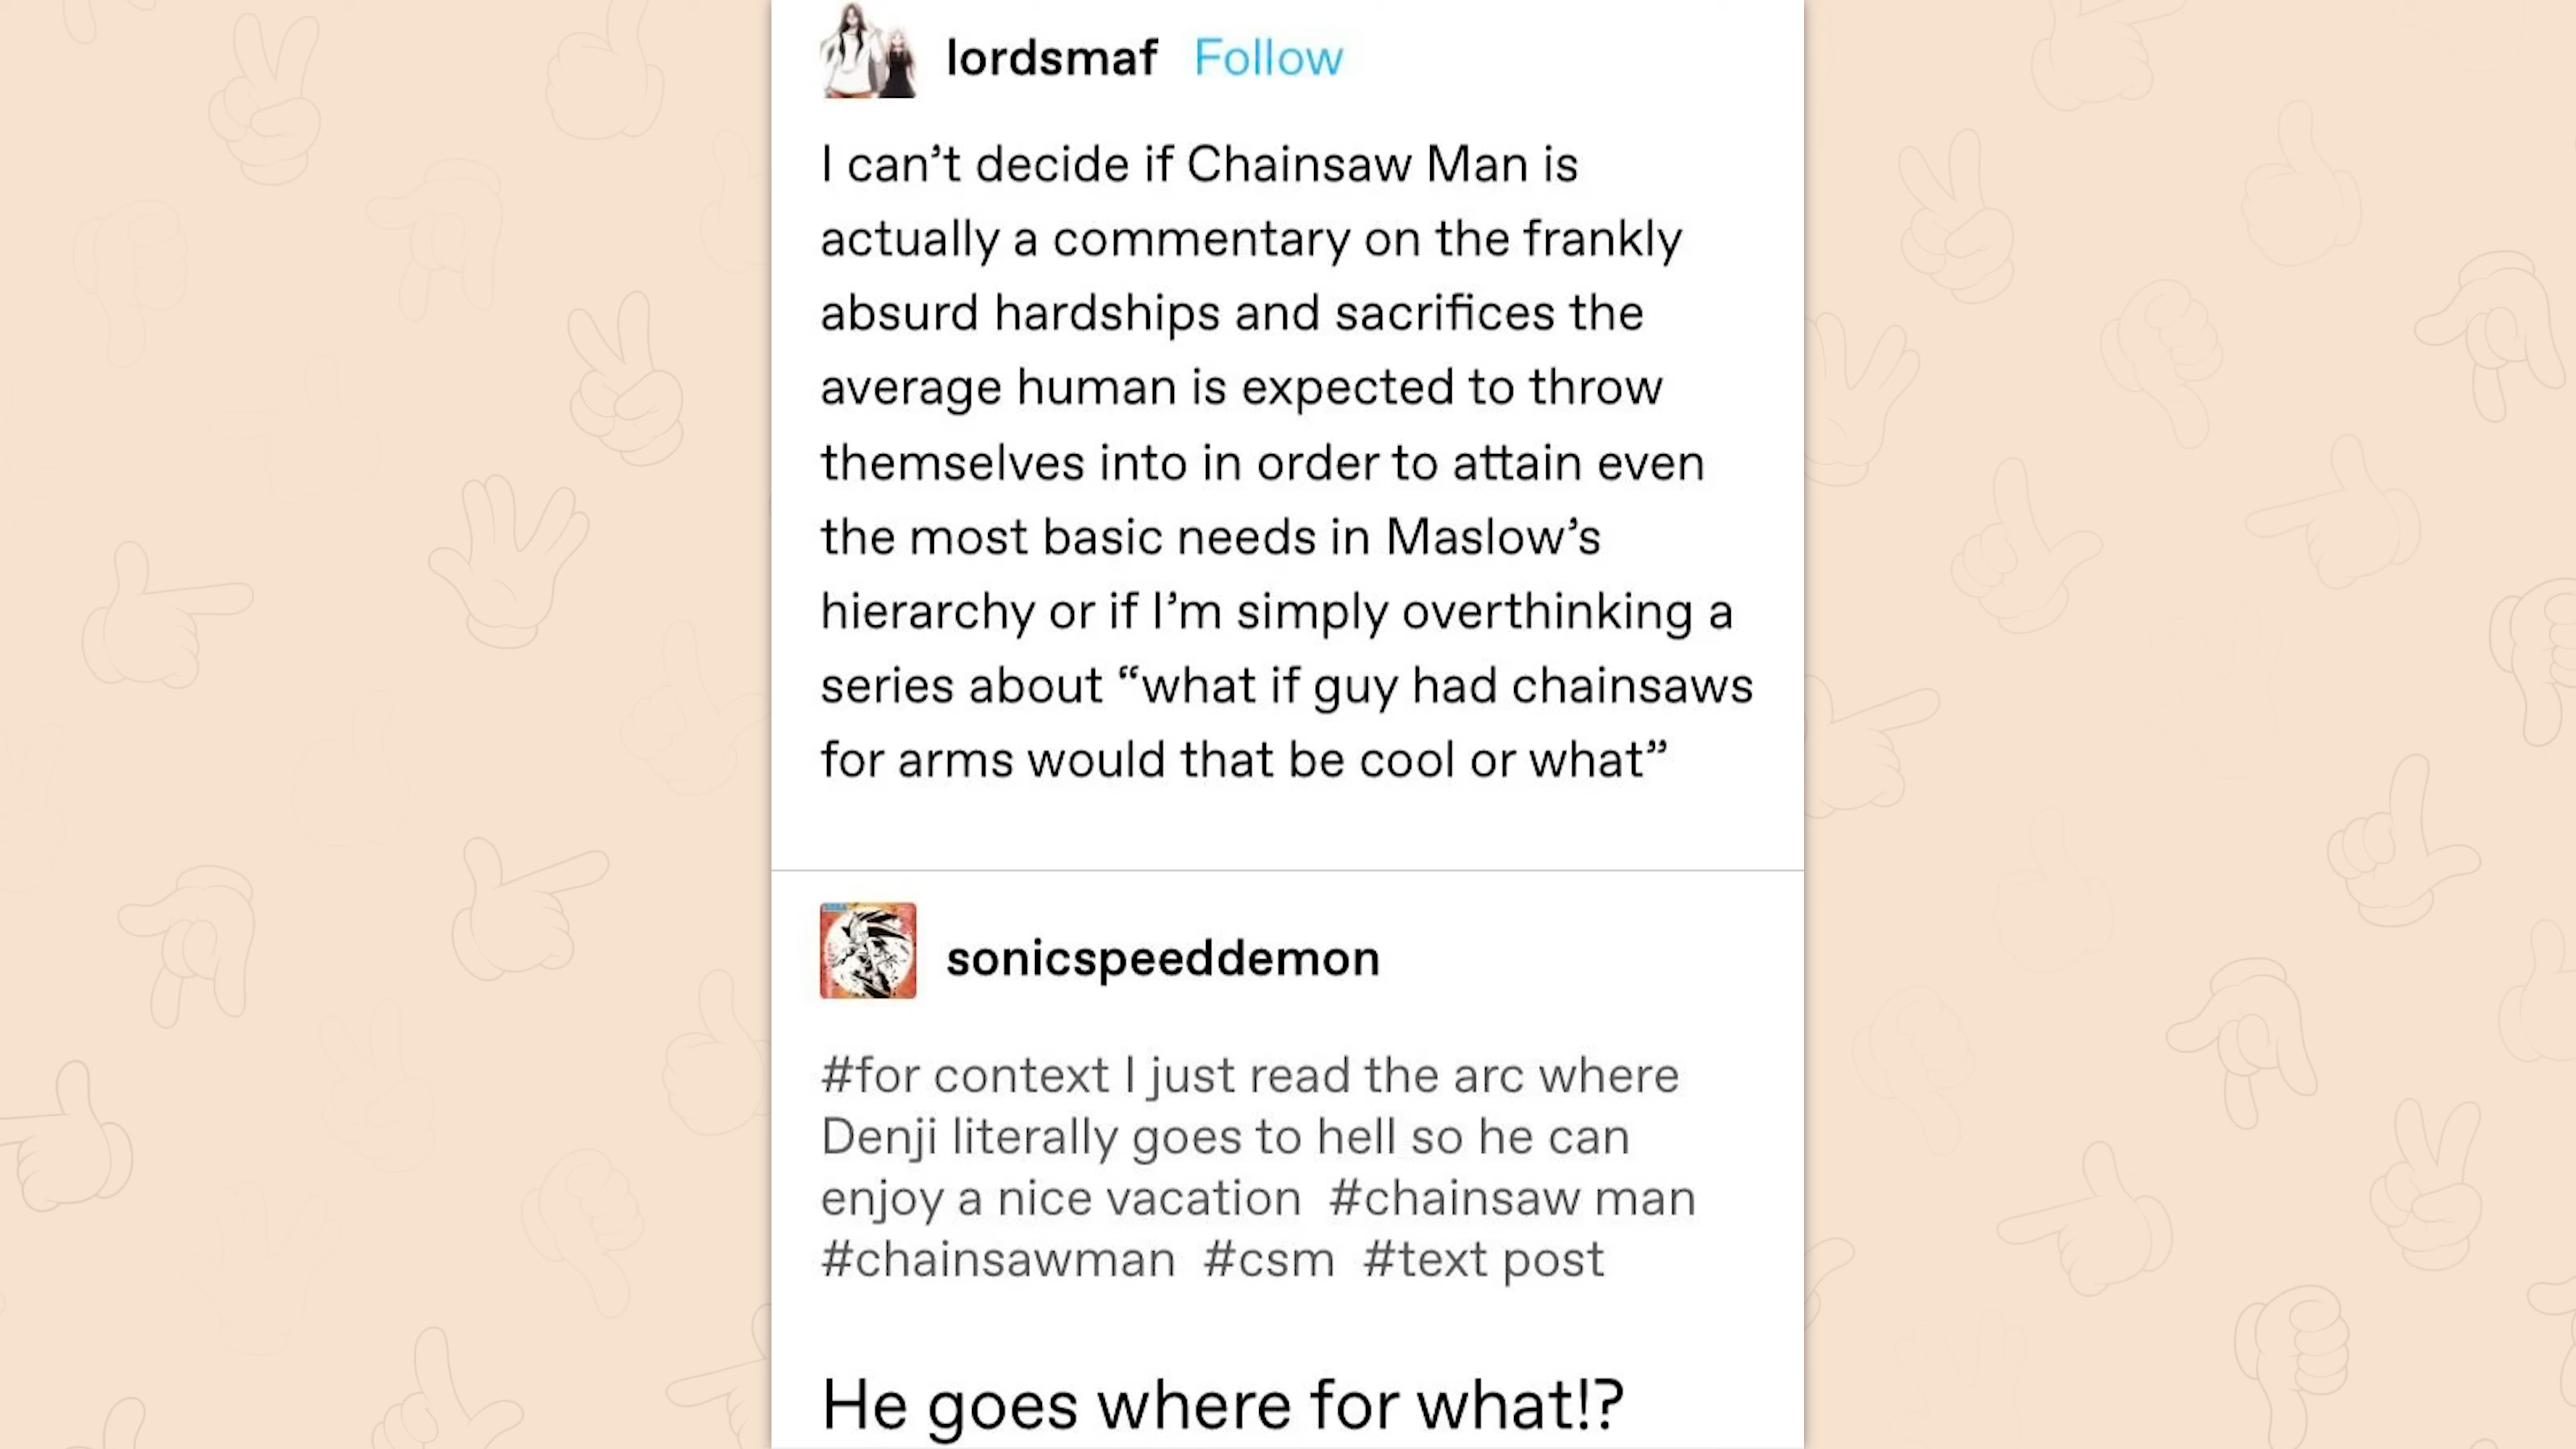 lordsmaf Follow
I can’t decide if Chainsaw Man is
actually a commentary on the frankly
absurd hardships and sacrifices the
average human is expected to throw
themselves into in order to attain even
the most basic needs in Maslow’s
hierarchy or if I’m simply overthinking a
series about “what if guy had chainsaws
for arms would that be cool or what”
sonicspeeddemon
#for context I just read the arc where
Denji literally goes to hell so he can
enjoy a nice vacation #chainsaw man
#chainsawman #csm #text post
He goes where for what!?